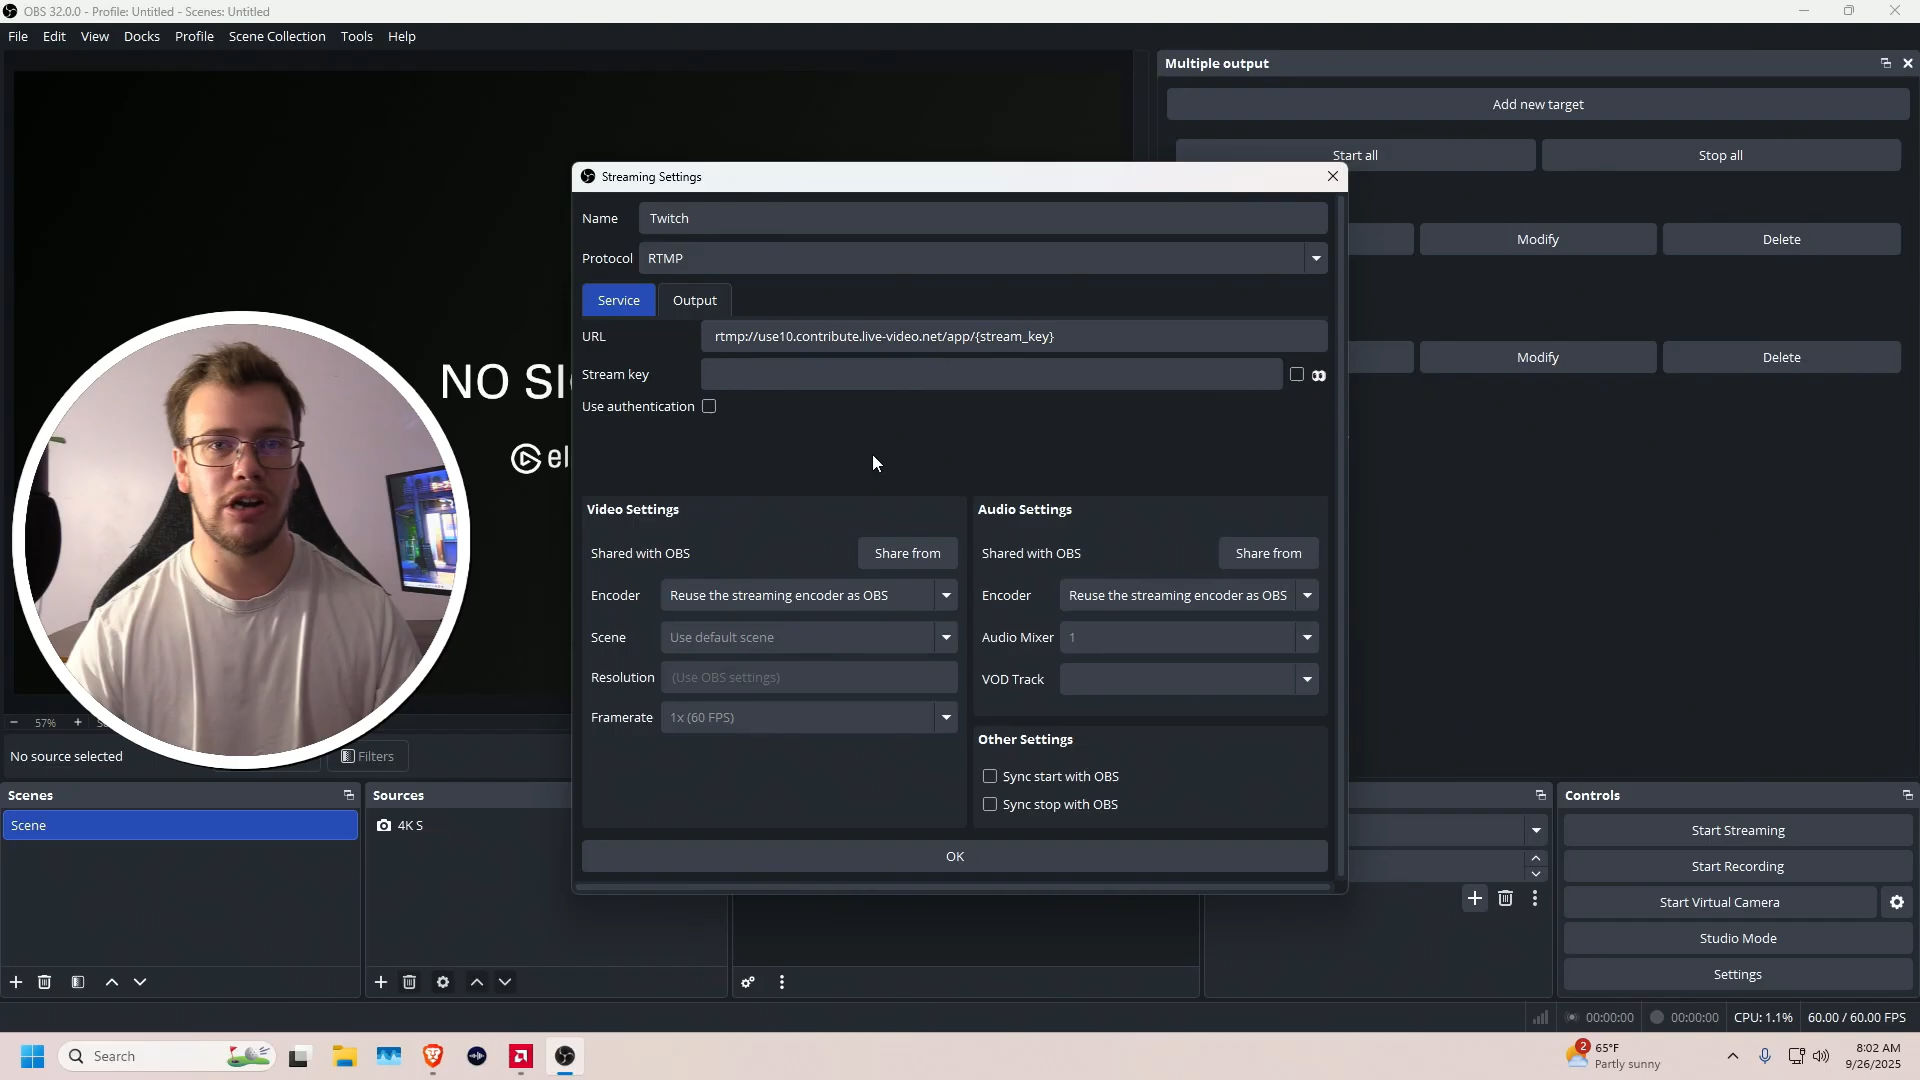 OBS 32.0.0 - Profile: Untitled - Scenes: Untitled
File Edit View Docks Profile Scene Collection Tools Help
Multiple output
Add new target
Start all Stop all
Modify Delete
Modify Delete
Streaming Settings
Name Twitch
Protocol RTMP
Service Output
URL rtmp://use10.contribute.live-video.net/app/{stream_key}
Stream key
Use authentication
Video Settings
Shared with OBS Share from
Encoder Reuse the streaming encoder as OBS
Scene Use default scene
Resolution (Use OBS settings)
Framerate 1x (60 FPS)
Audio Settings
Shared with OBS Share from
Encoder Reuse the streaming encoder as OBS
Audio Mixer 1
VOD Track
Other Settings
Sync start with OBS
Sync stop with OBS
OK
NO SI
el
57%
No source selected Filters
Scenes
Scene
Sources
4K S
Controls
Start Streaming
Start Recording
Start Virtual Camera
Studio Mode
Settings
00:00:00 00:00:00 CPU: 1.1% 60.00 / 60.00 FPS
Search
2
65°F
Partly sunny
8:02 AM
9/26/2025